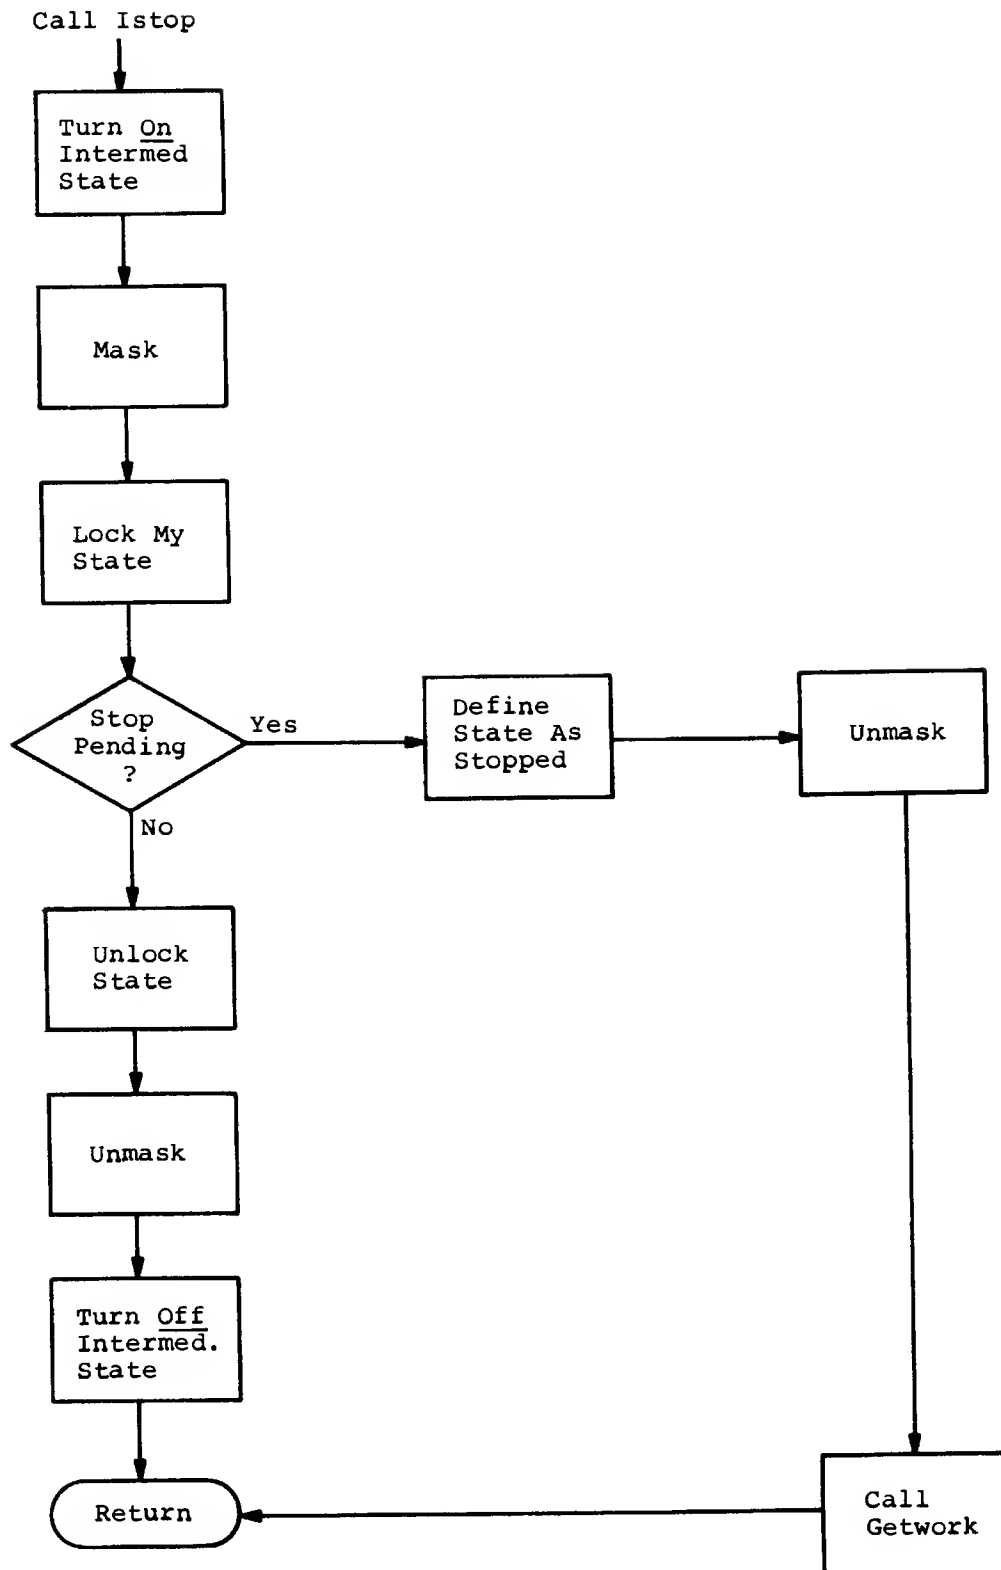 Call Istop
Turn On
Intermed
State
Mask
Lock My
State
Stop
Pending
?
Yes
Define
State As
Stopped
Unmask
No
Unlock
State
Unmask
Turn Off
Intermed.
State
Return
Call
Getwork